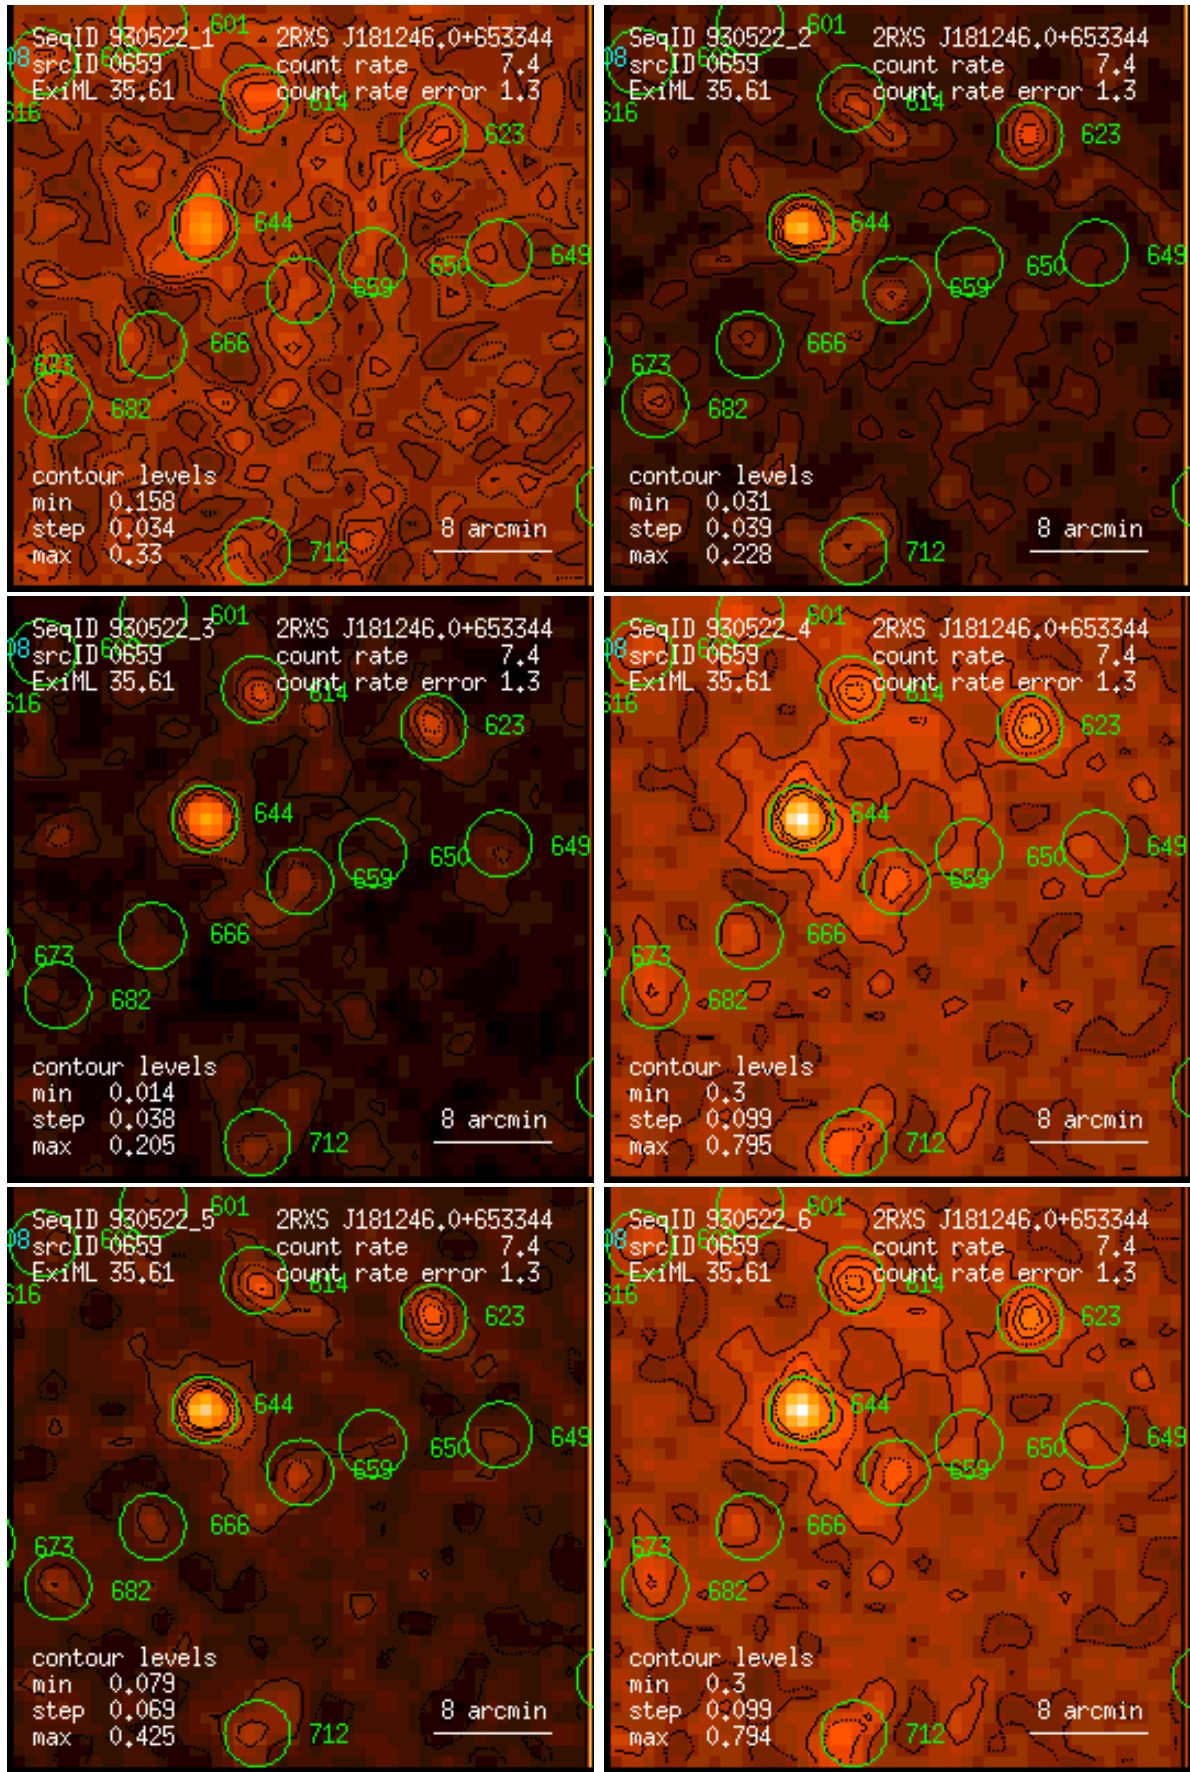 601
SeqID 930522_1 2RXS J181246.0+653344
08 srcID 0659 count rate 7.4
ExiML 35.61 614 count rate error 1.3
616
623
644
650 649
659
666
673
682
contour levels
min 0.158
step 0.034 8 arcmin
max 0.33
712
601
SeqID 930522_2 2RXS J181246.0+653344
08 srcID 0659 count rate 7.4
ExiML 35.61 614 count rate error 1.3
616
623
644
650 649
659
666
673
682
contour levels
min 0.031
step 0.039 8 arcmin
max 0.228
712
601
SeqID 930522_3 2RXS J181246.0+653344
08 srcID 0659 count rate 7.4
ExiML 35.61 614 count rate error 1.3
616
623
644
650 649
659
666
673
682
contour levels
min 0.014
step 0.038 8 arcmin
max 0.205
712
601
SeqID 930522_4 2RXS J181246.0+653344
08 srcID 0659 count rate 7.4
ExiML 35.61 614 count rate error 1.3
616
623
644
650 649
659
666
673
682
contour levels
min 0.3
step 0.099 8 arcmin
max 0.795
712
601
SeqID 930522_5 2RXS J181246.0+653344
08 srcID 0659 count rate 7.4
ExiML 35.61 614 count rate error 1.3
616
623
644
650 649
659
666
673
682
contour levels
min 0.079
step 0.069 8 arcmin
max 0.425
712
601
SeqID 930522_6 2RXS J181246.0+653344
08 srcID 0659 count rate 7.4
ExiML 35.61 614 count rate error 1.3
616
623
644
650 649
659
666
673
682
contour levels
min 0.3
step 0.099 8 arcmin
max 0.794
712